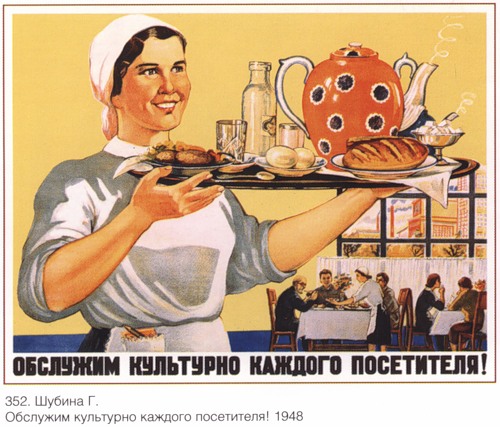 ОБСЛУЖИМ КУЛЬТУРНО КАЖДОГО ПОСЕТИТЕЛЯ!
352. Шубина Г.
Обслужим культурно каждого посетителя! 1948